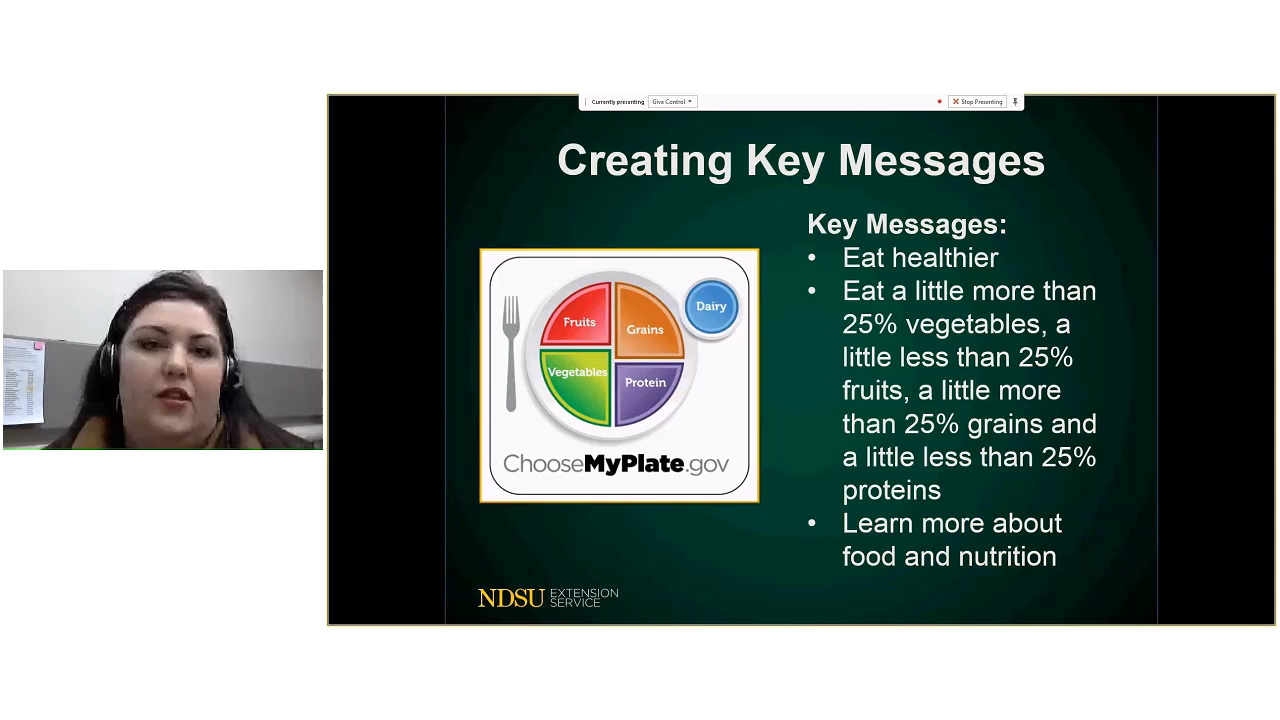 Currently presenting Give Control Stop Presenting
Creating Key Messages
Fruits
Grains
Dairy
Vegetables
Protein
ChooseMyPlate.gov
Key Messages:
• Eat healthier
• Eat a little more than
25% vegetables, a
little less than 25%
fruits, a little more
than 25% grains and
a little less than 25%
proteins
• Learn more about
food and nutrition
NDSU EXTENSION
SERVICE